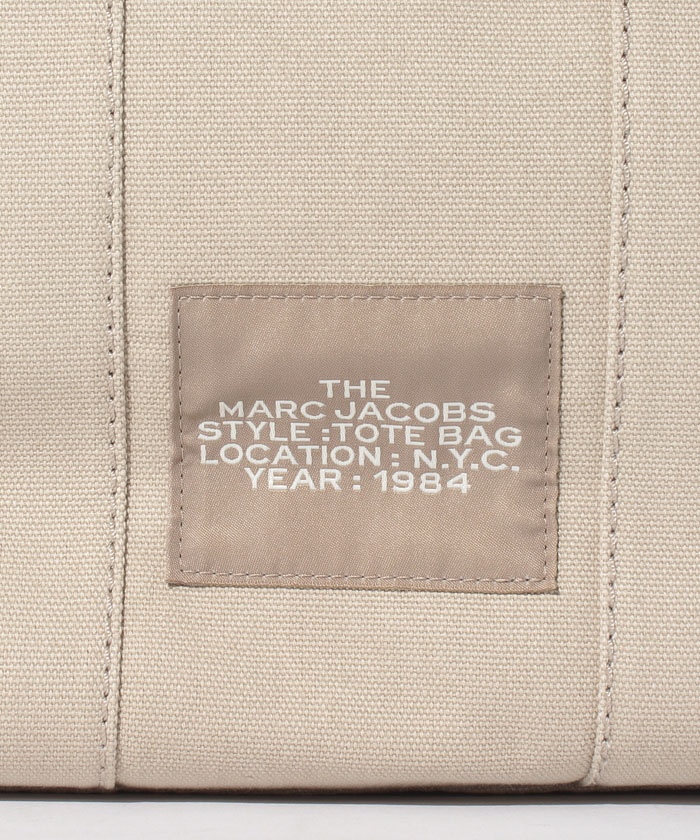 THE
MARC JACOBS
STYLE :TOTE BAG
LOCATION : N.Y.C.
YEAR : 1984